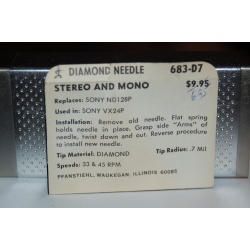 DIAMOND NEEDLE 683-D7
STEREO AND MONO $9.95
Replaces: SONY ND128P
Used in: SONY VX24P
Installation: Remove old needle. Flat spring
holds needle in place. Grasp side "Arms" of
needle, twist down and out. Reverse procedure
to install new needle.
Tip Material: DIAMOND Tip Radius: .7 Mil
Speeds: 33 & 45 RPM
PFANSTIEHL, WAUKEGAN, ILLINOIS 60085